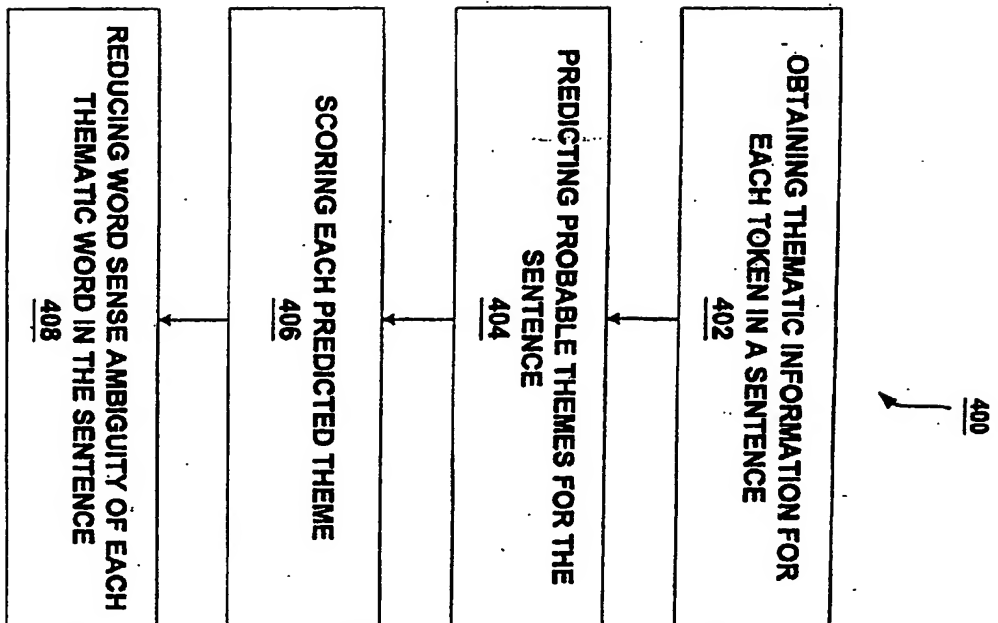 400
OBTAINING THEMATIC INFORMATION FOR
EACH TOKEN IN A SENTENCE
402
PREDICTING PROBABLE THEMES FOR THE
SENTENCE
404
SCORING EACH PREDICTED THEME
406
REDUCING WORD SENSE AMBIGUITY OF EACH
THEMATIC WORD IN THE SENTENCE
408